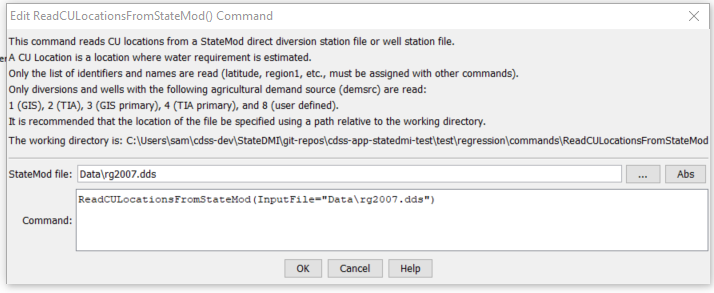 Edit ReadCULocationsFromStateMod() Command
This command reads CU locations from a StateMod direct diversion station file or well station file.
A CU Location is a location where water requirement is estimated.
Only the list of identifiers and names are read (latitude, region1, etc., must be assigned with other commands).
Only diversions and wells with the following agricultural demand source (demsrc) are read:
1 (GIS), 2 (TIA), 3 (GIS primary), 4 (TIA primary), and 8 (user defined).
It is recommended that the location of the file be specified using a path relative to the working directory.
The working directory is: C:\Users\sam\cdss-dev\StateDMI\git-repos\cdss-app-statedmi-test\test\regression\commands\ReadCULocationsFromStateMod
StateMod file: Data\rg2007.dds ... Abs
ReadCULocationsFromStateMod(InputFile="Data\rg2007.dds")
Command:
OK Cancel Help